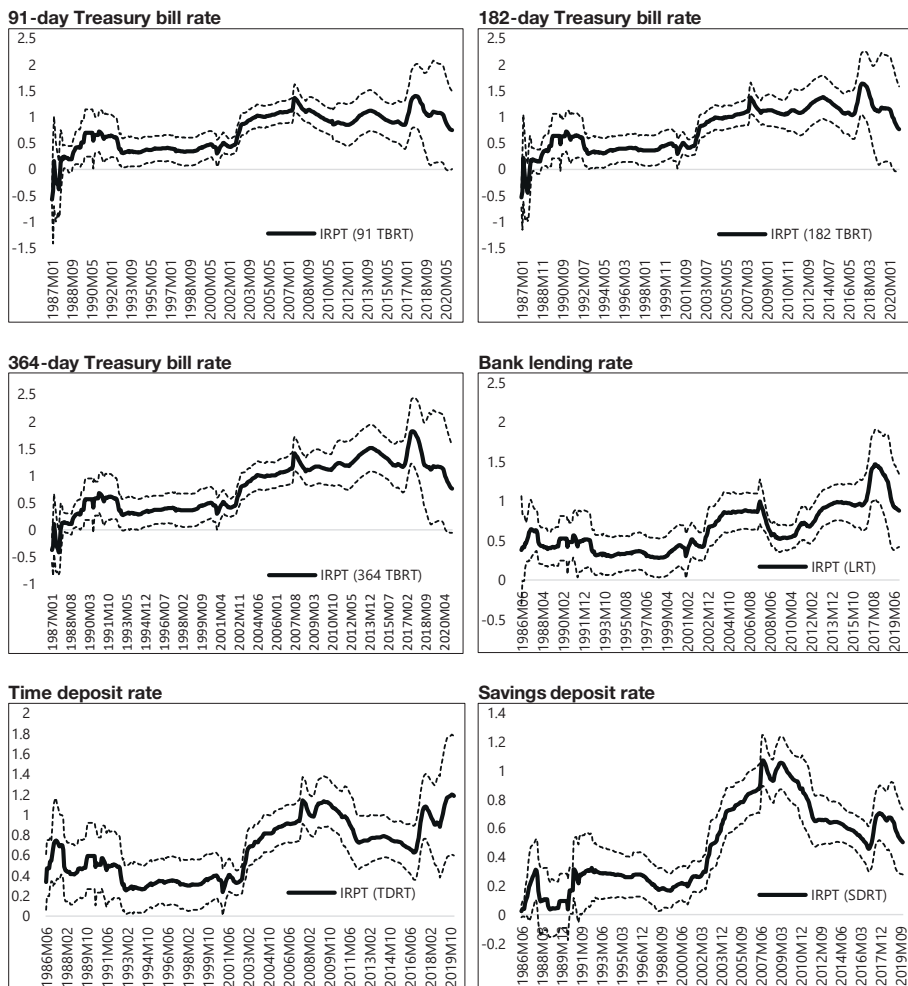 91-day Treasury bill rate
2.5
2
1.5
1
0.5
0
-0.5
-1
-1.5
IRPT (91 TBRT)
1987M01
1988M09
1990M05
1992M01
1993M09
1995M05
1997M01
1998M09
2000M05
2002M01
2003M09
2005M05
2007M01
2008M09
2010M05
2012M01
2013M09
2015M05
2017M01
2018M09
2020M05
182-day Treasury bill rate
2.5
2
1.5
1
0.5
0
-0.5
-1
-1.5
IRPT (182 TBRT)
1987M01
1988M11
1990M09
1992M07
1994M05
1996M03
1998M01
1999M11
2001M09
2003M07
2005M05
2007M03
2009M01
2010M11
2012M09
2014M07
2016M05
2018M03
2020M01
364-day Treasury bill rate
2.5
2
1.5
1
0.5
0
-0.5
-1
IRPT (364 TBRT)
1987M01
1988M08
1990M03
1991M10
1993M05
1994M12
1996M07
1998M02
1999M09
2001M04
2002M11
2004M06
2006M01
2007M08
2009M03
2010M10
2012M05
2013M12
2015M07
2017M02
2018M09
2020M04
Bank lending rate
2.5
2
1.5
1
0.5
0
-0.5
IRPT (LRT)
1986M06
1988M04
1990M02
1991M12
1993M10
1995M08
1997M06
1999M04
2001M02
2002M12
2004M10
2006M08
2008M06
2010M04
2012M02
2013M12
2015M10
2017M08
2019M06
Time deposit rate
2
1.8
1.6
1.4
1.2
1
0.8
0.6
0.4
0.2
0
IRPT (TDRT)
1986M06
1988M02
1989M10
1991M06
1993M02
1994M10
1996M06
1998M02
1999M10
2001M06
2003M02
2004M10
2006M06
2008M02
2009M10
2011M06
2013M02
2014M10
2016M06
2018M02
2019M10
Savings deposit rate
1.4
1.2
1
0.8
0.6
0.4
0.2
0
-0.2
IRPT (SDRT)
1986M06
1988M03
1989M12
1991M09
1993M06
1995M03
1996M12
1998M09
2000M06
2002M03
2003M12
2005M09
2007M06
2009M03
2010M12
2012M09
2014M06
2016M03
2017M12
2019M09